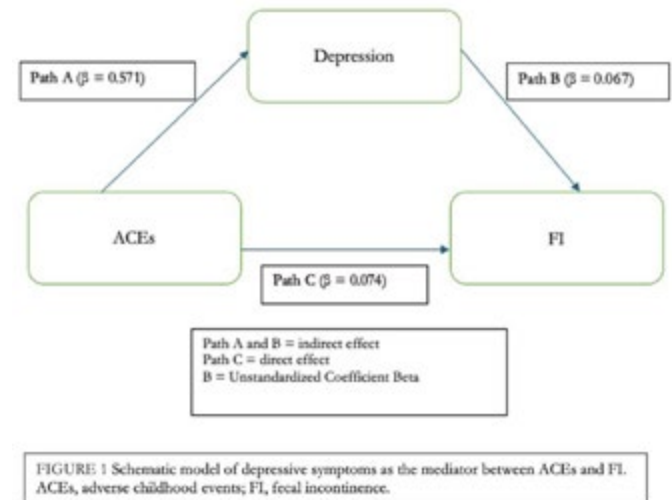 Depression
Path A (β = 0.571)
Path B (β = 0.067)
ACEs
FI
Path C (β = 0.074)
Path A and B = indirect effect
Path C = direct effect
B = Unstandardized Coefficient Beta
FIGURE 1 Schematic model of depressive symptoms as the mediator between ACEs and FI.
ACEs, adverse childhood events; FI, fecal incontinence.